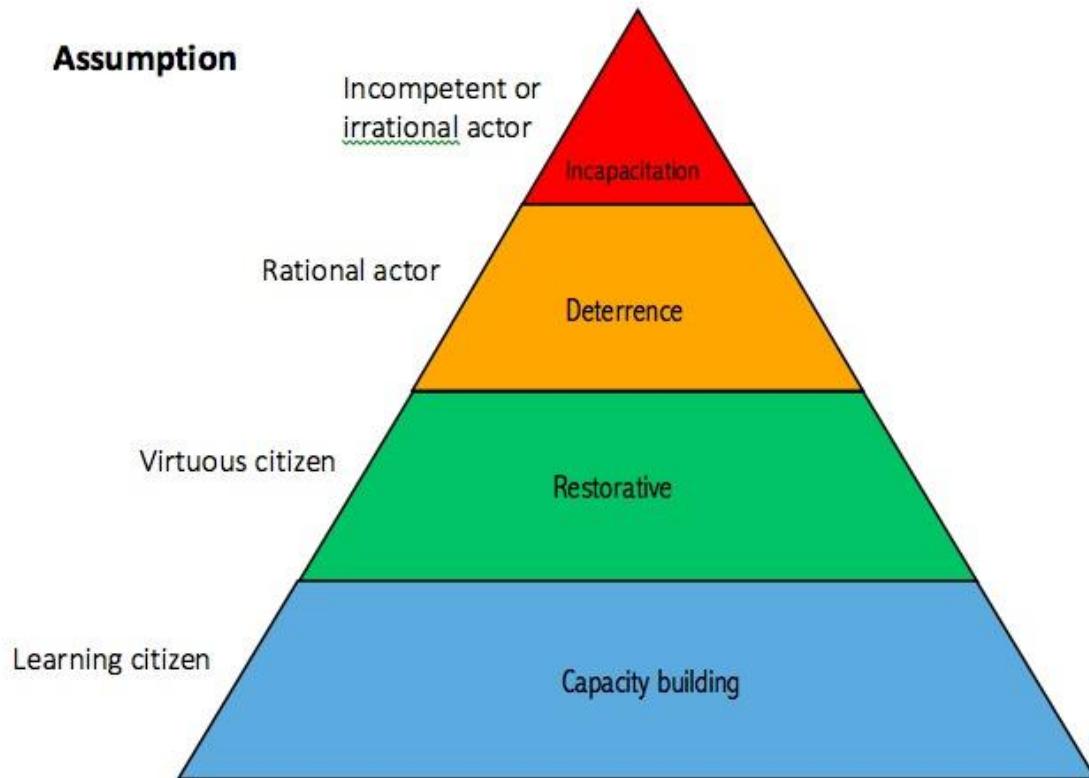 Assumption
Incompetent or
irrational actor
Incapacitation
Rational actor
Deterrence
Virtuous citizen
Restorative
Learning citizen
Capacity building